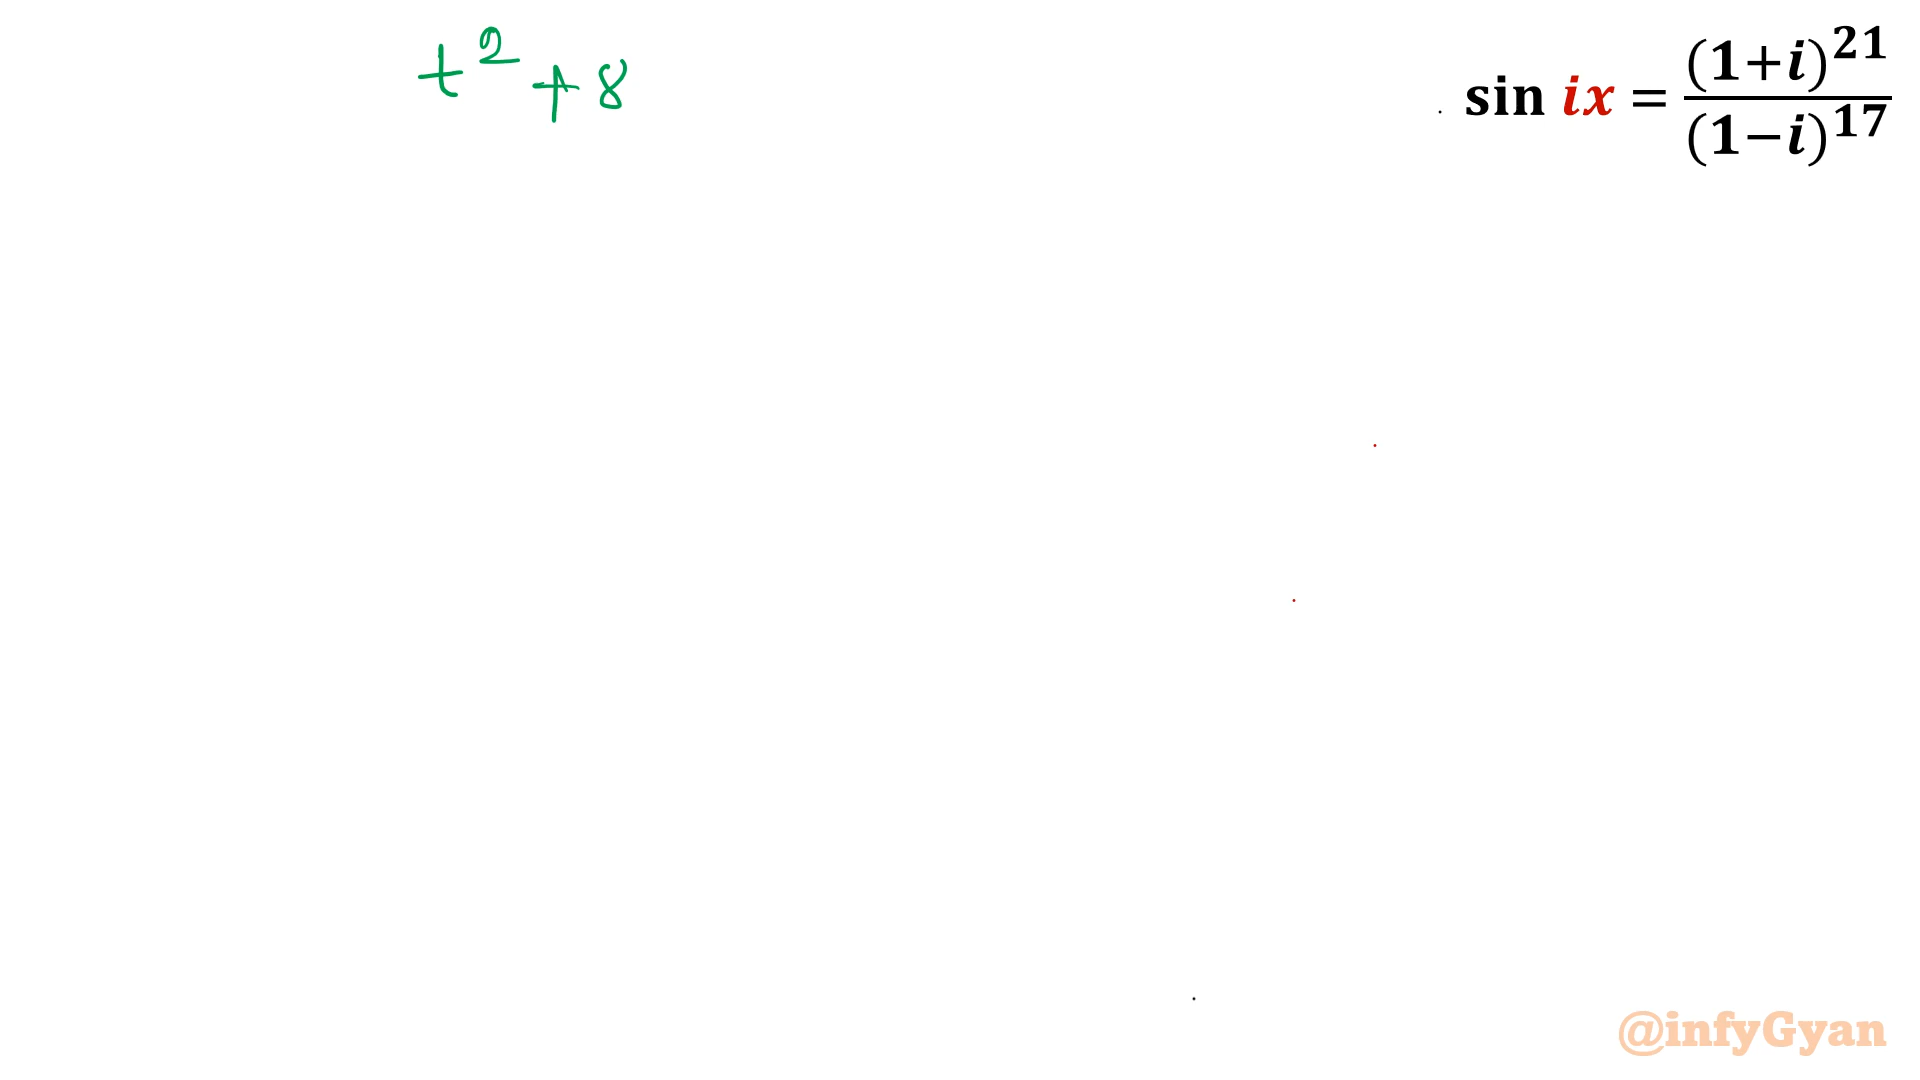 t² + 8
sin ix = (1+i)²¹ / (1−i)¹⁷
@infyGyan